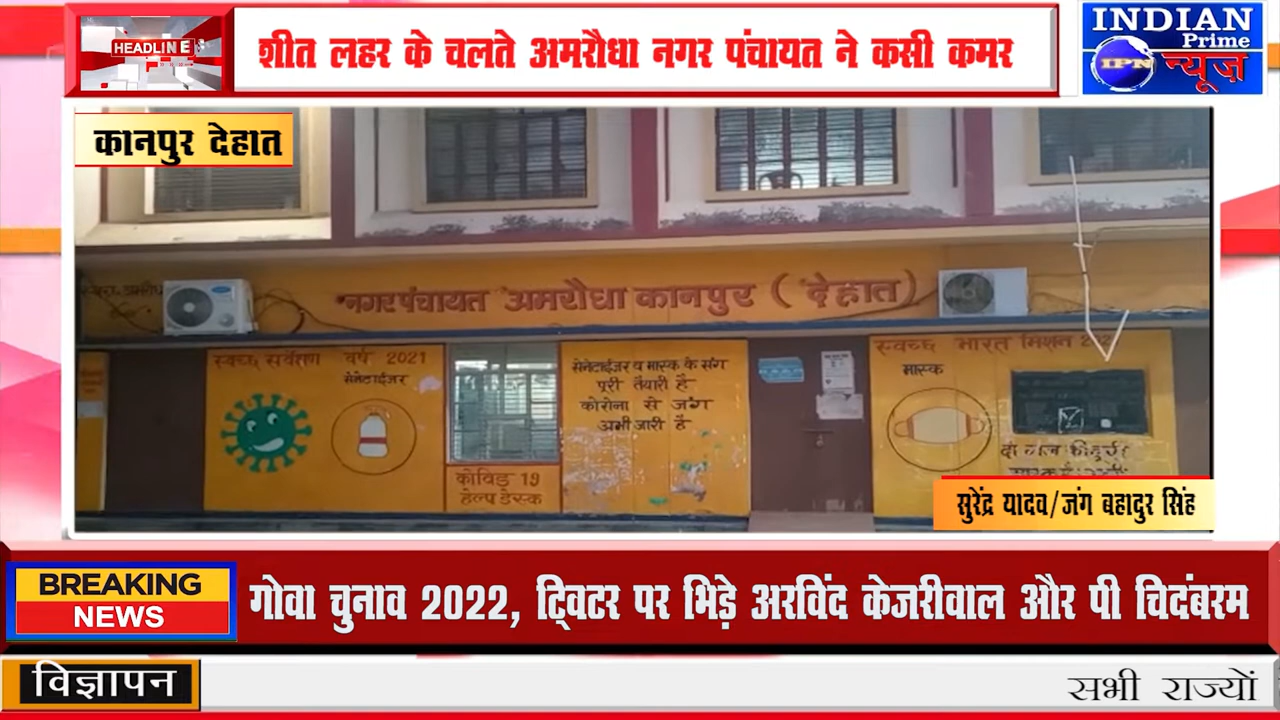 HEADLINE
शीत लहर के चलते अमरौधा नगर पंचायत ने कसी कमर
INDIAN
Prime
IPN न्यूज़
कानपुर देहात
नगर पंचायत अमरौधा कानपुर ( देहात )
स्वच्छ सर्वेक्षण वर्ष 2021
सेनेटाईजर
सेनेटाईजर व मास्क के संग
पूरी तैयारी है
कोरोना से जंग
अभी जारी है
कोविड 19
हेल्प डेस्क
स्वच्छ भारत मिशन
मास्क
सुरेंद्र यादव/जंग बहादुर सिंह
BREAKING
NEWS
गोवा चुनाव 2022, ट्विटर पर भिड़े अरविंद केजरीवाल और पी चिदंबरम
विज्ञापन
सभी राज्यों